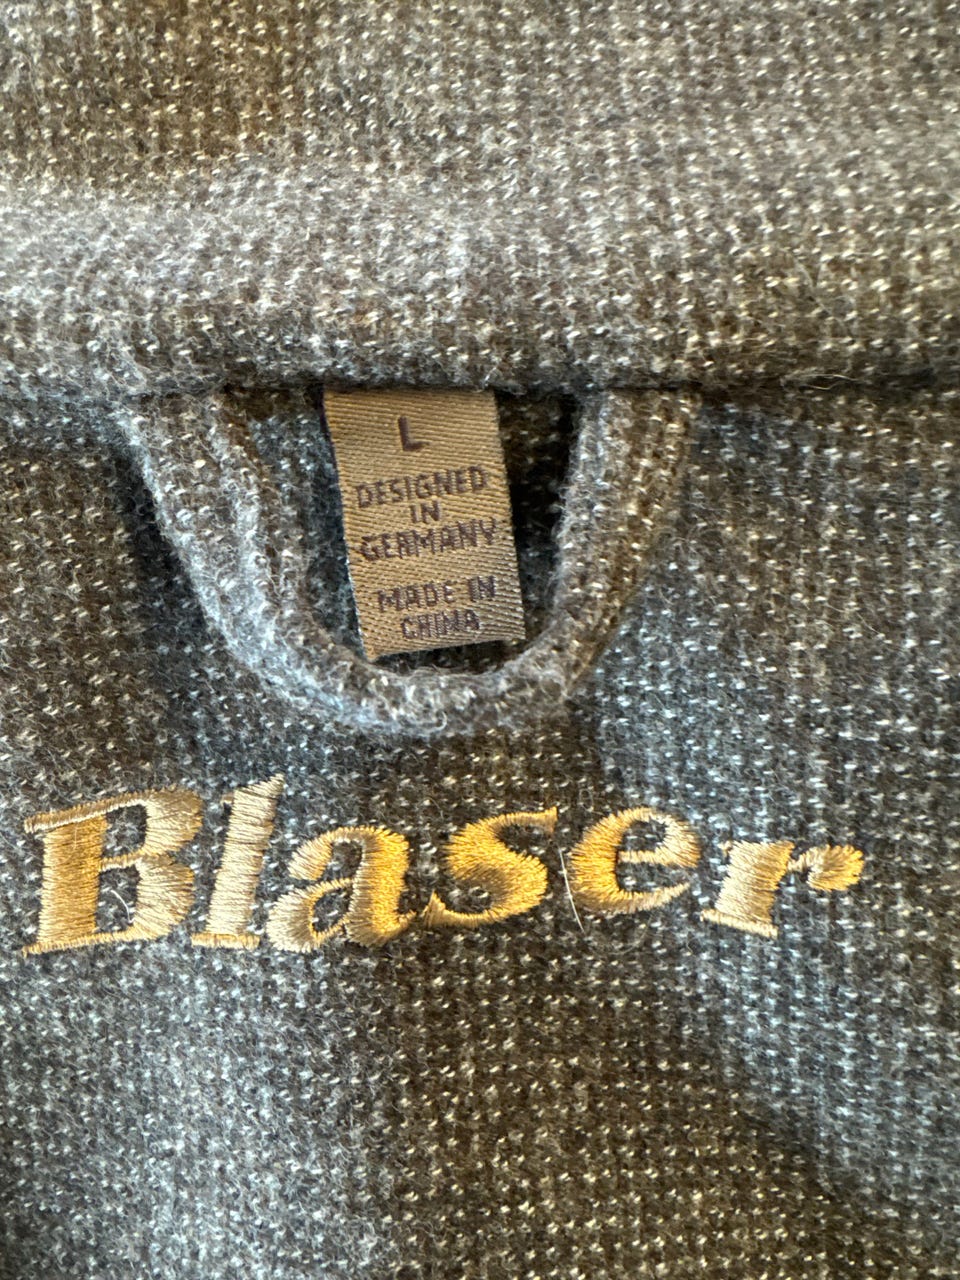 L
DESIGNED
IN
GERMANY
MADE IN
CHINA
Blaser